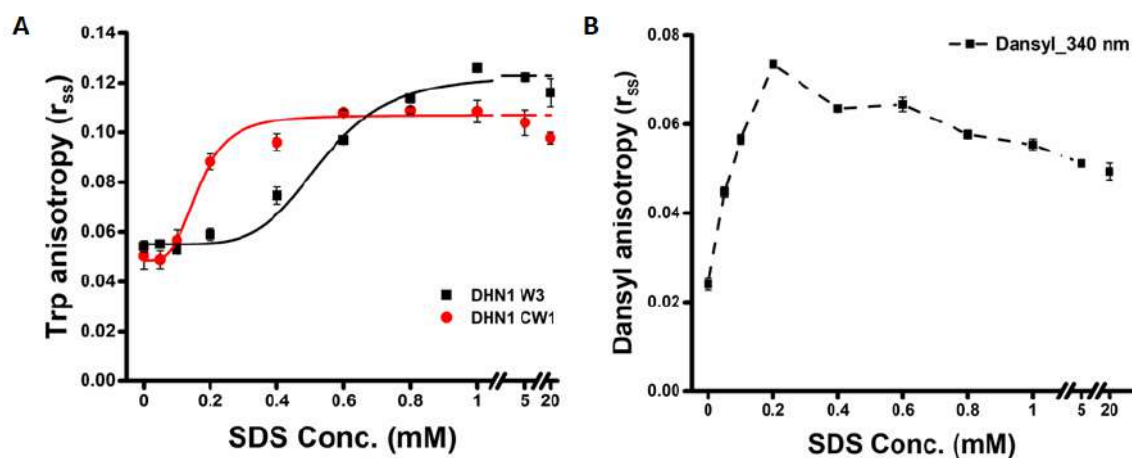 A
Trp anisotropy (rss)
0.14
0.12
0.10
0.08
0.06
0.04
0.02
0.00
DHN1 W3
DHN1 CW1
0 0.2 0.4 0.6 0.8 1 5 20
SDS Conc. (mM)
B
Dansyl anisotropy (rss)
0.08
0.06
0.04
0.02
0.00
Dansyl_340 nm
0 0.2 0.4 0.6 0.8 1 5 20
SDS Conc. (mM)